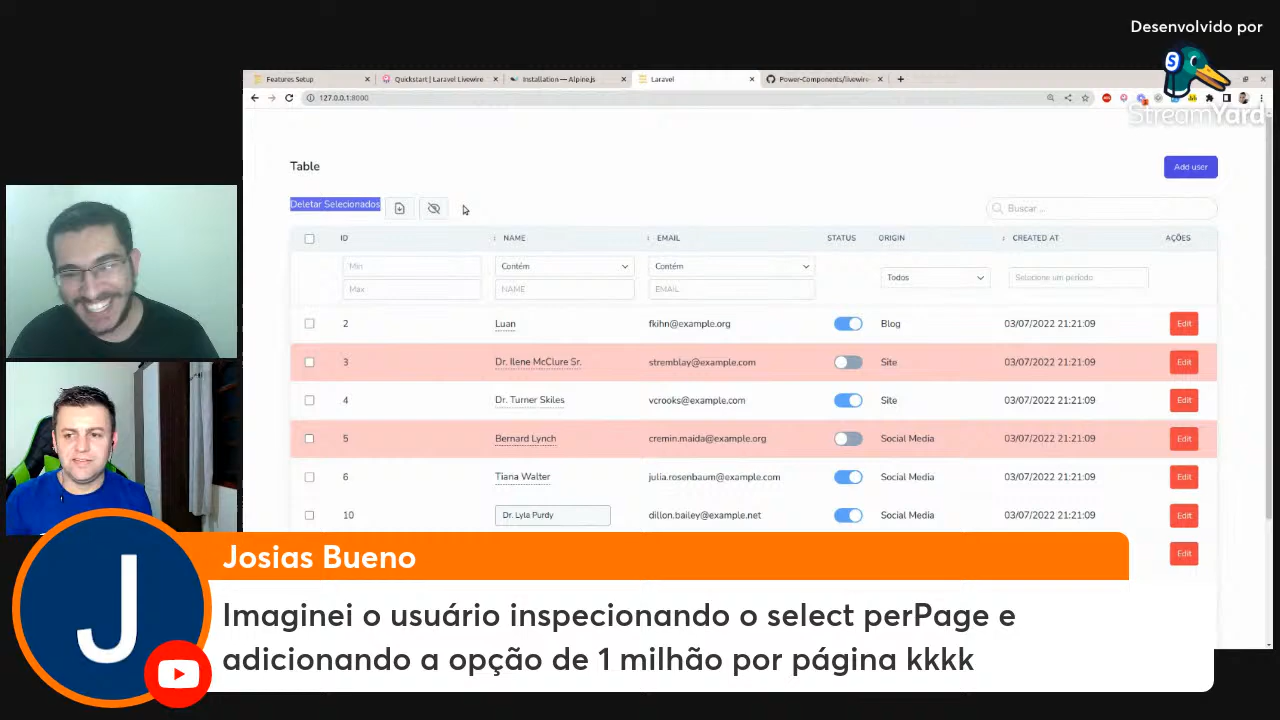 Desenvolvido por
StreamYard
Features Setup
Quickstart | Laravel Livewire
Installation — Alpine.js
Laravel
Power-Components/livewire
127.0.0.1:8000
Table
Add user
Deletar Selecionados
Buscar ...
ID NAME EMAIL STATUS ORIGIN CREATED AT AÇÕES
Min Contém Contém
Todos Selecione um período
Max NAME EMAIL
2 Luan fkihn@example.org Blog 03/07/2022 21:21:09 Edit
3 Dr. Ilene McClure Sr. stremblay@example.com Site 03/07/2022 21:21:09 Edit
4 Dr. Turner Skiles vcrooks@example.com Site 03/07/2022 21:21:09 Edit
5 Bernard Lynch cremin.maida@example.org Social Media 03/07/2022 21:21:09 Edit
6 Tiana Walter julia.rosenbaum@example.com Social Media 03/07/2022 21:21:09 Edit
10 Dr. Lyla Purdy dillon.bailey@example.net Social Media 03/07/2022 21:21:09 Edit
Edit
J
Josias Bueno
Imaginei o usuário inspecionando o select perPage e
adicionando a opção de 1 milhão por página kkkk